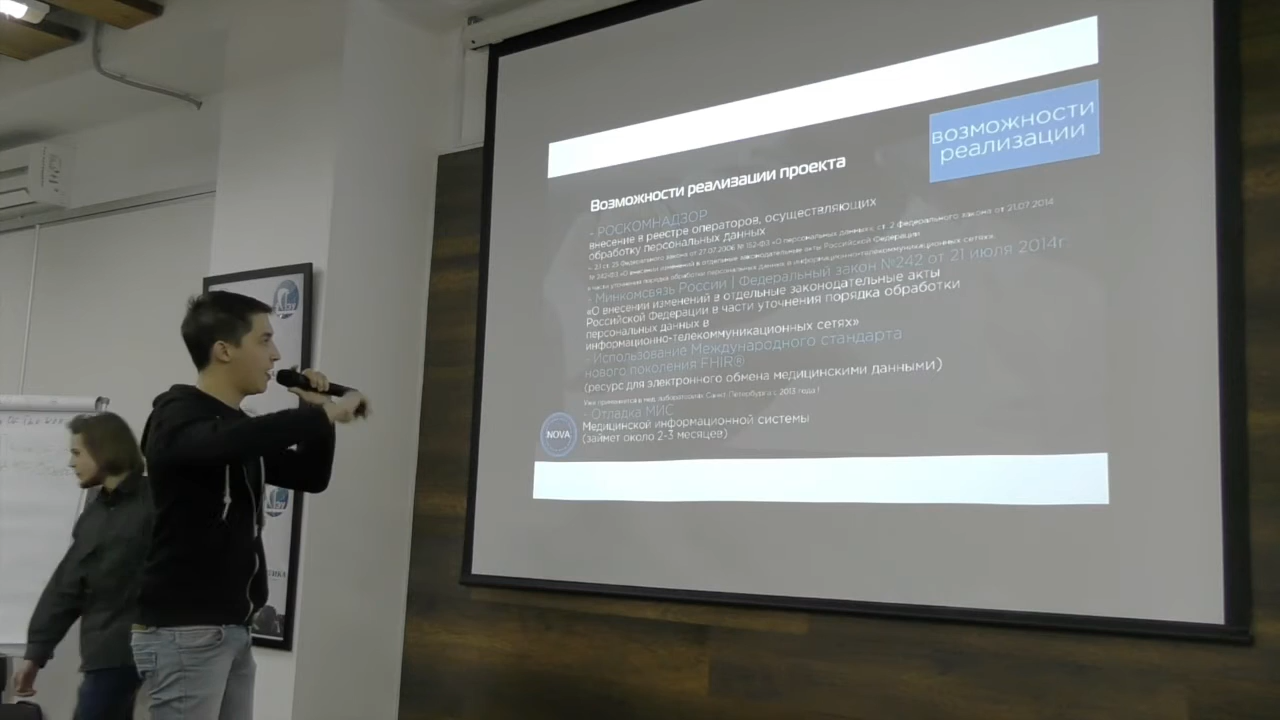 возможности
реализации
Возможности реализации проекта
- РОСКОМНАДЗОР
внесение в реестре операторов, осуществляющих
обработку персональных данных
- 2.1 ст. 25 Федерального закона от 27.07.2006 № 152-ФЗ «О персональных данных»; ст. 2 федерального закона от 21.07.2014
№ 242-ФЗ «О внесении изменений в отдельные законодательные акты Российской Федерации
в части уточнения порядка обработки персональных данных в информационно-телекоммуникационных сетях»
- Минкомсвязь России | Федеральный закон №242 от 21 июля 2014г.
«О внесении изменений в отдельные законодательные акты
Российской Федерации в части уточнения порядка обработки
персональных данных в
информационно-телекоммуникационных сетях»
- Использование Международного стандарта
нового поколения FHIR®
(ресурс для электронного обмена медицинскими данными)
Уже применяется в мед. лабораториях Санкт-Петербурга с 2013 года!
- Отладка МИС
Медицинской информационной системы
(займет около 2-3 месяцев)
NOVA